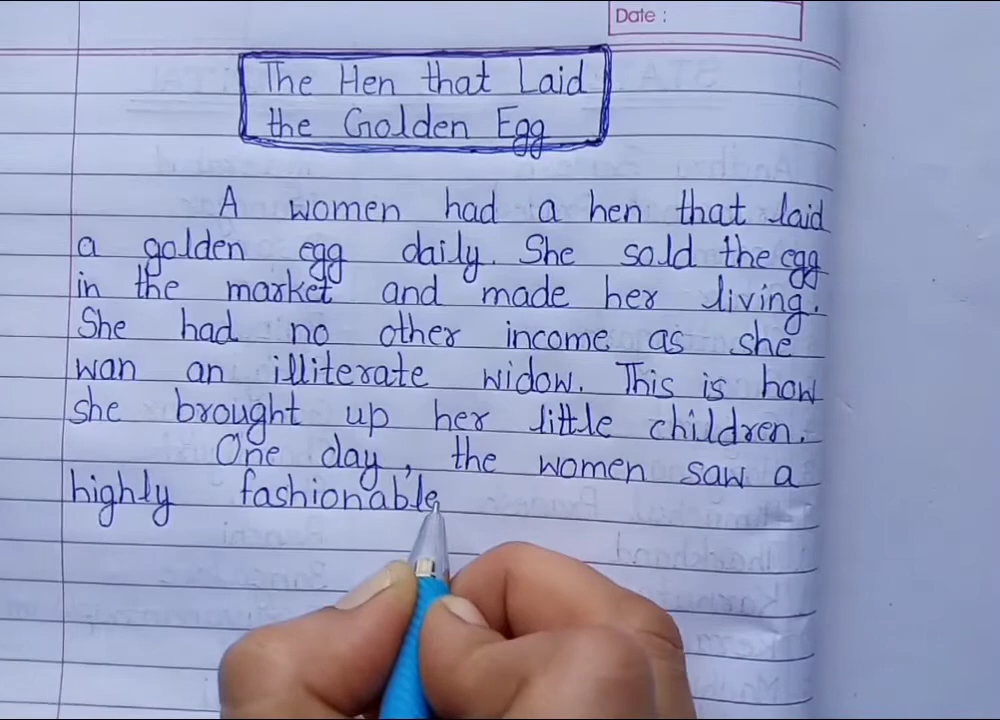 Date :
The Hen that Laid
the Golden Egg
A women had a hen that laid
a golden egg daily. She sold the egg
in the market and made her living.
She had no other income as she
wan an illiterate widow. This is how
she brought up her little children.
One day, the women saw a
highly fashionable